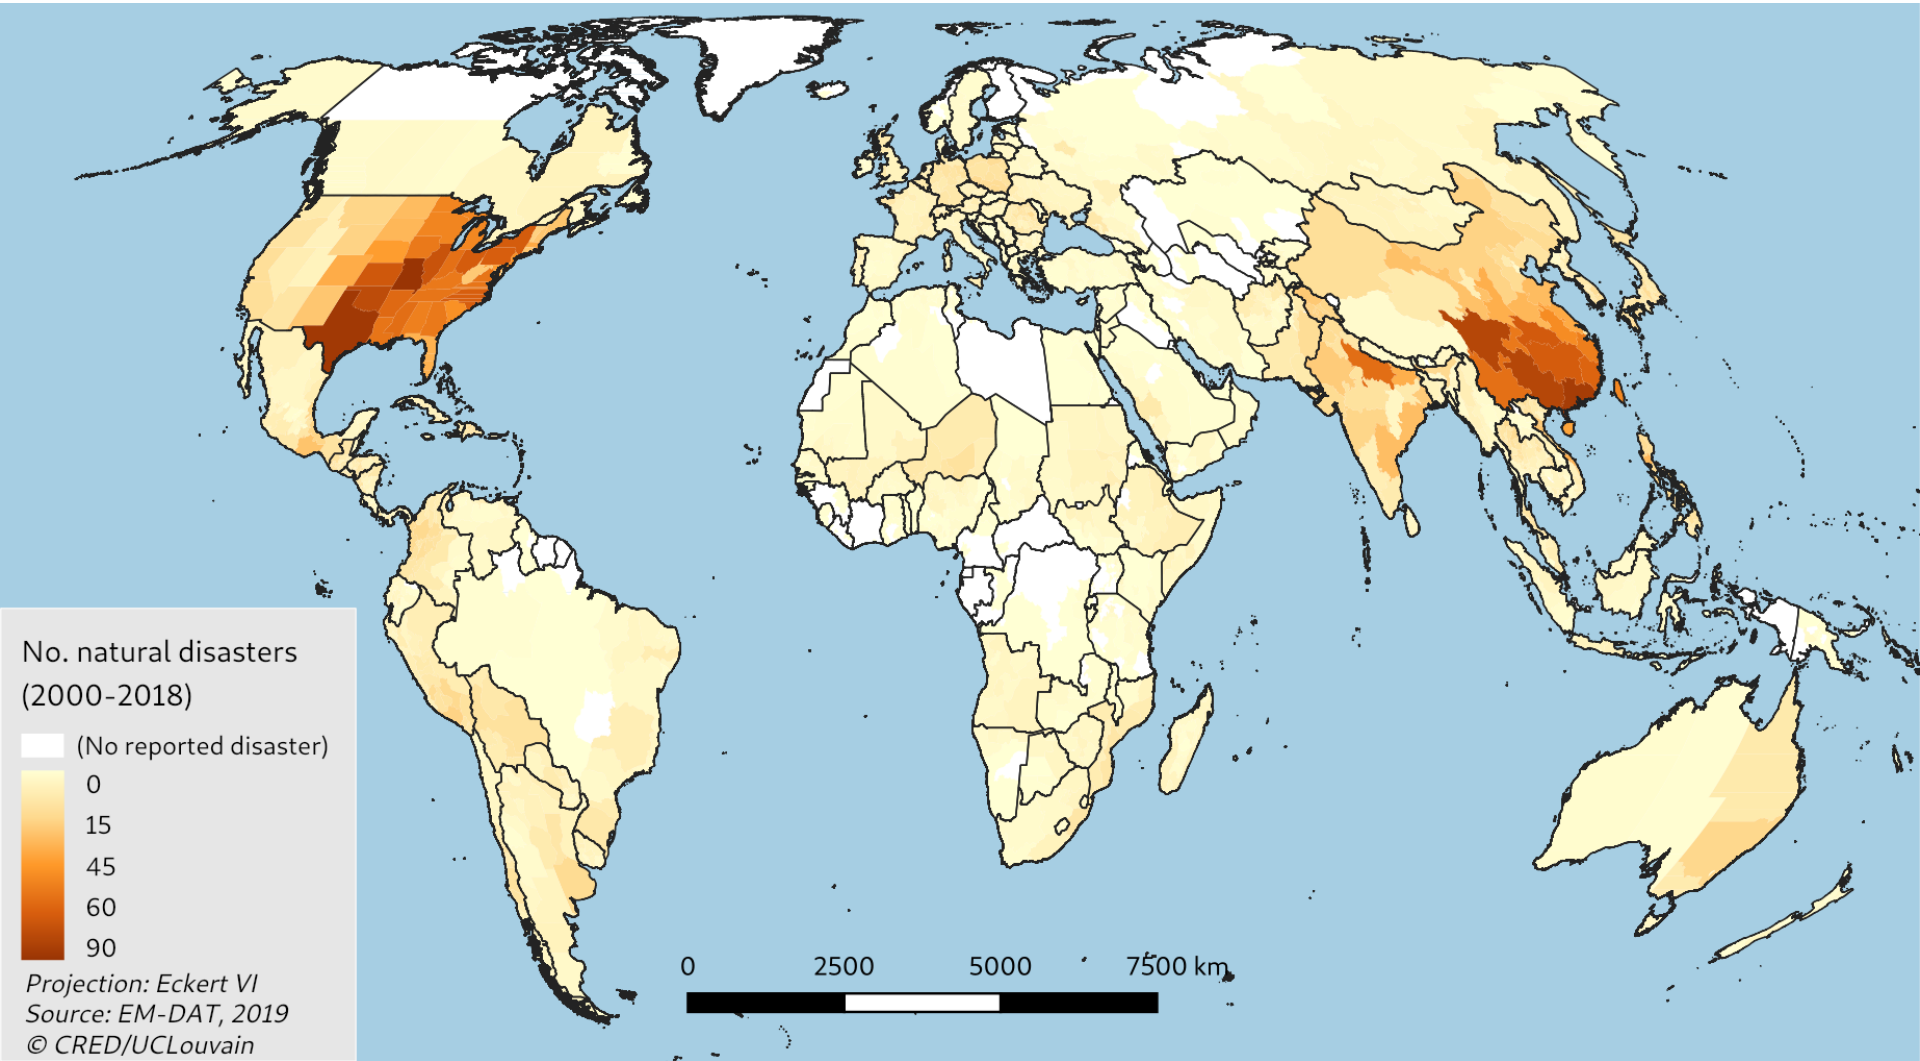 No. natural disasters
(2000-2018)
(No reported disaster)
0
15
45
60
90
Projection: Eckert VI
Source: EM-DAT, 2019
© CRED/UCLouvain
0 2500 5000 7500 km